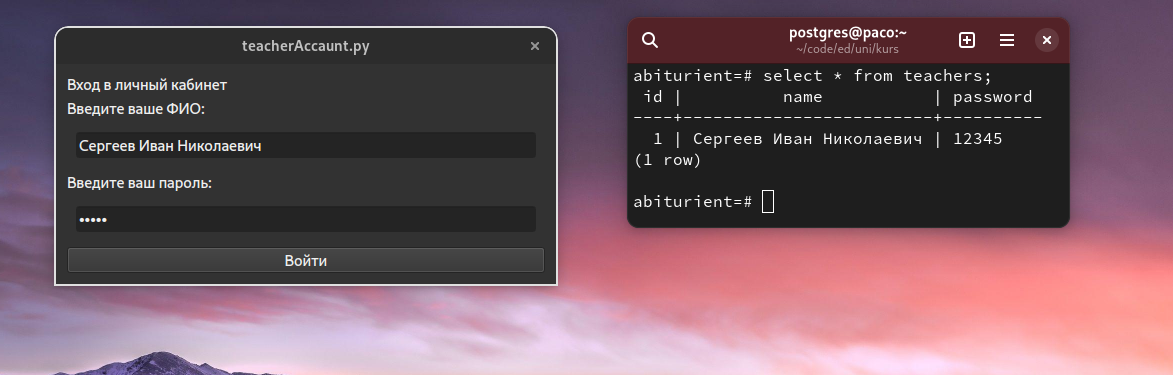 teacherAccaunt.py
Вход в личный кабинет
Введите ваше ФИО:
Сергеев Иван Николаевич
Введите ваш пароль:
•••••
Войти
postgres@paco:~
~/code/ed/uni/kurs
abiturient=# select * from teachers;
 id |          name           | password
----+-------------------------+----------
  1 | Сергеев Иван Николаевич | 12345
(1 row)
abiturient=#